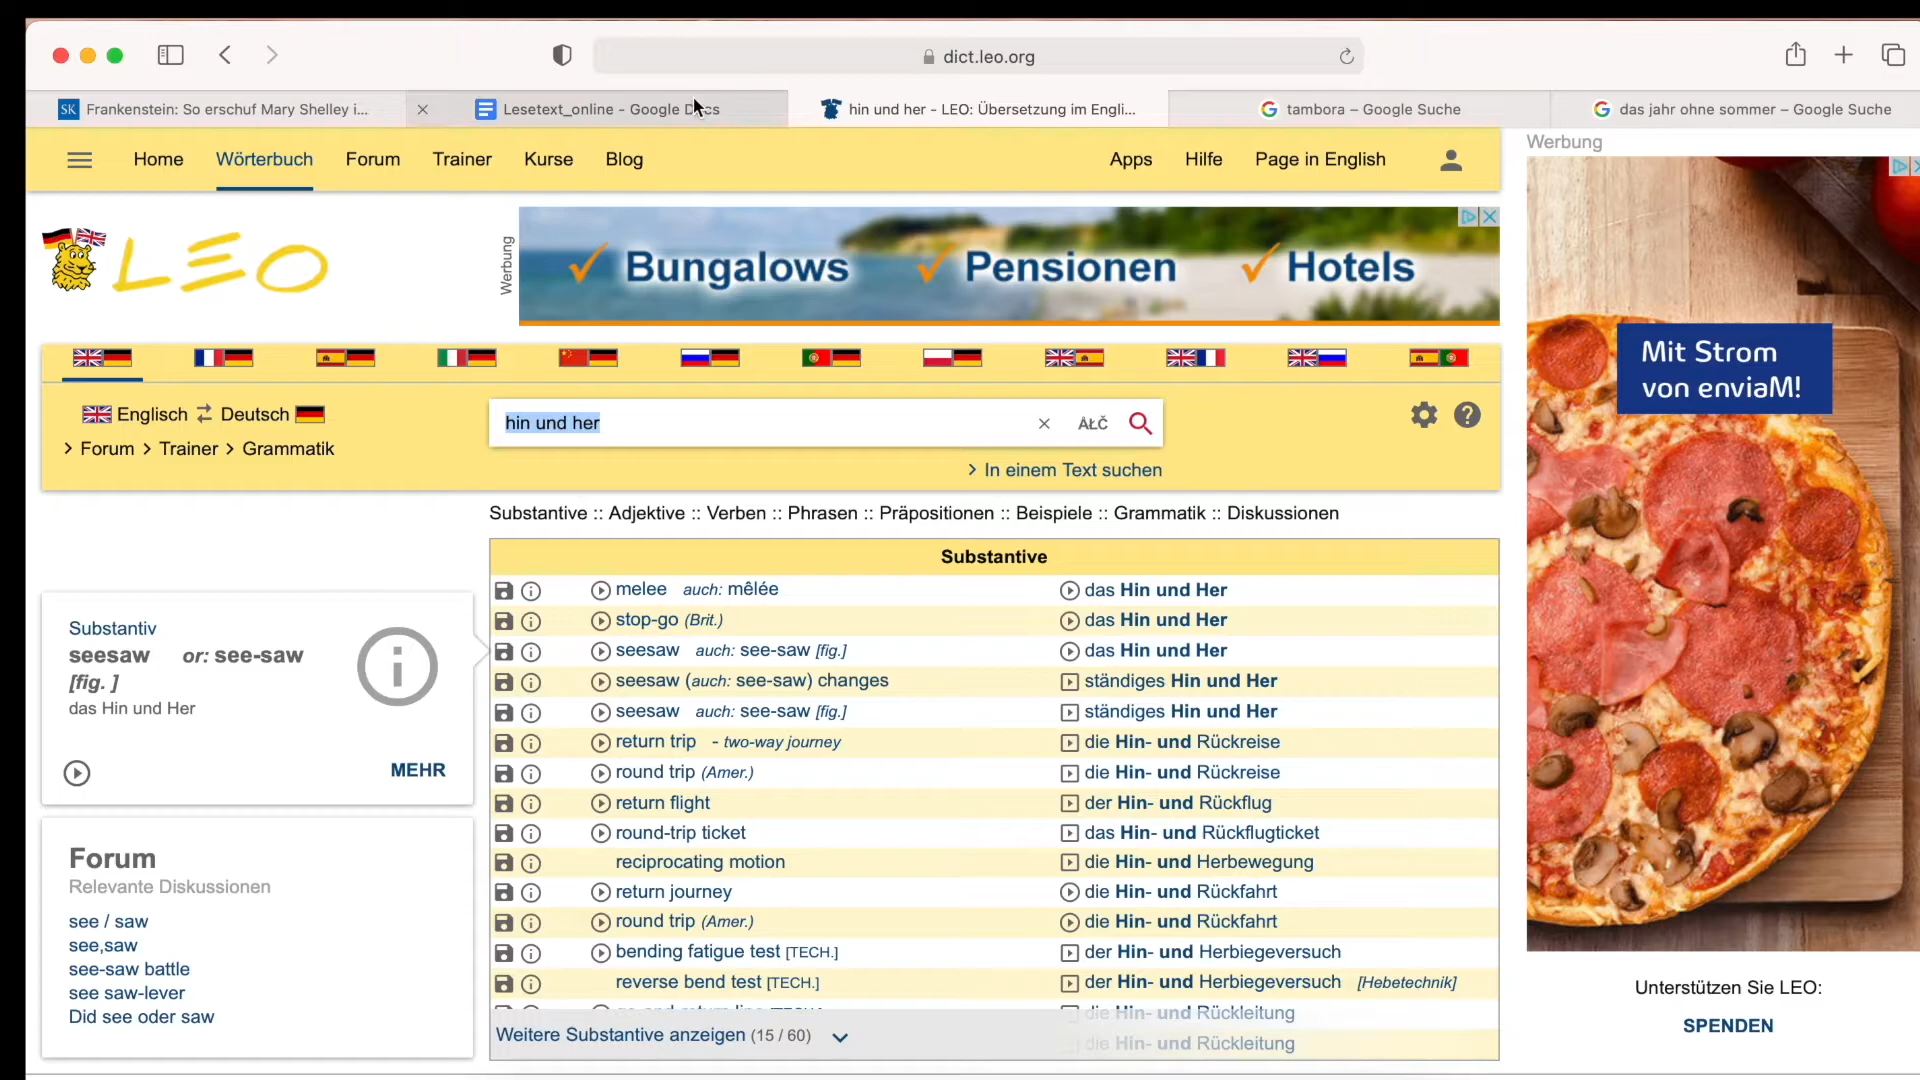 dict.leo.org
SK Frankenstein: So erschuf Mary Shelley i...
Lesetext_online - Google Docs
hin und her - LEO: Übersetzung im Engli...
tambora – Google Suche
das jahr ohne sommer – Google Suche
Home Wörterbuch Forum Trainer Kurse Blog Apps Hilfe Page in English
Werbung
LEO
Werbung
Bungalows Pensionen Hotels
Mit Strom
von enviaM!
Englisch Deutsch
> Forum > Trainer > Grammatik
hin und her
ÄŁČ
> In einem Text suchen
Substantive :: Adjektive :: Verben :: Phrasen :: Präpositionen :: Beispiele :: Grammatik :: Diskussionen
Substantive
melee auch: mêlée das Hin und Her
stop-go (Brit.) das Hin und Her
seesaw auch: see-saw [fig.] das Hin und Her
seesaw (auch: see-saw) changes ständiges Hin und Her
seesaw auch: see-saw [fig.] ständiges Hin und Her
return trip - two-way journey die Hin- und Rückreise
round trip (Amer.) die Hin- und Rückreise
return flight der Hin- und Rückflug
round-trip ticket das Hin- und Rückflugticket
reciprocating motion die Hin- und Herbewegung
return journey die Hin- und Rückfahrt
round trip (Amer.) die Hin- und Rückfahrt
bending fatigue test [TECH.] der Hin- und Herbiegeversuch
reverse bend test [TECH.] der Hin- und Herbiegeversuch [Hebetechnik]
die Hin- und Rückleitung
Weitere Substantive anzeigen (15 / 60)
die Hin- und Rückleitung
Substantiv
seesaw or: see-saw
[fig. ]
das Hin und Her
MEHR
Forum
Relevante Diskussionen
see / saw
see,saw
see-saw battle
see saw-lever
Did see oder saw
Unterstützen Sie LEO:
SPENDEN